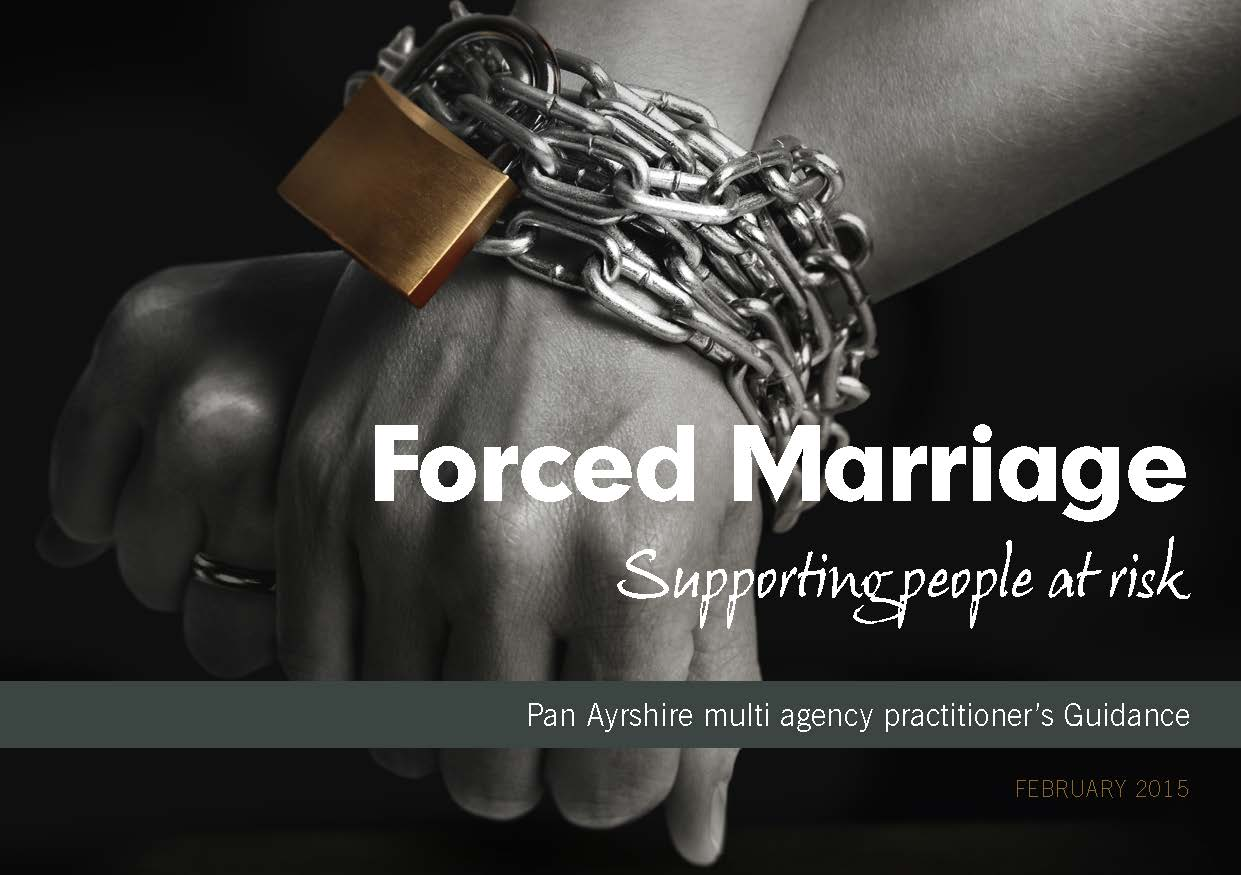 Forced Marriage
Supporting people at risk
Pan Ayrshire multi agency practitioner's Guidance
FEBRUARY 2015